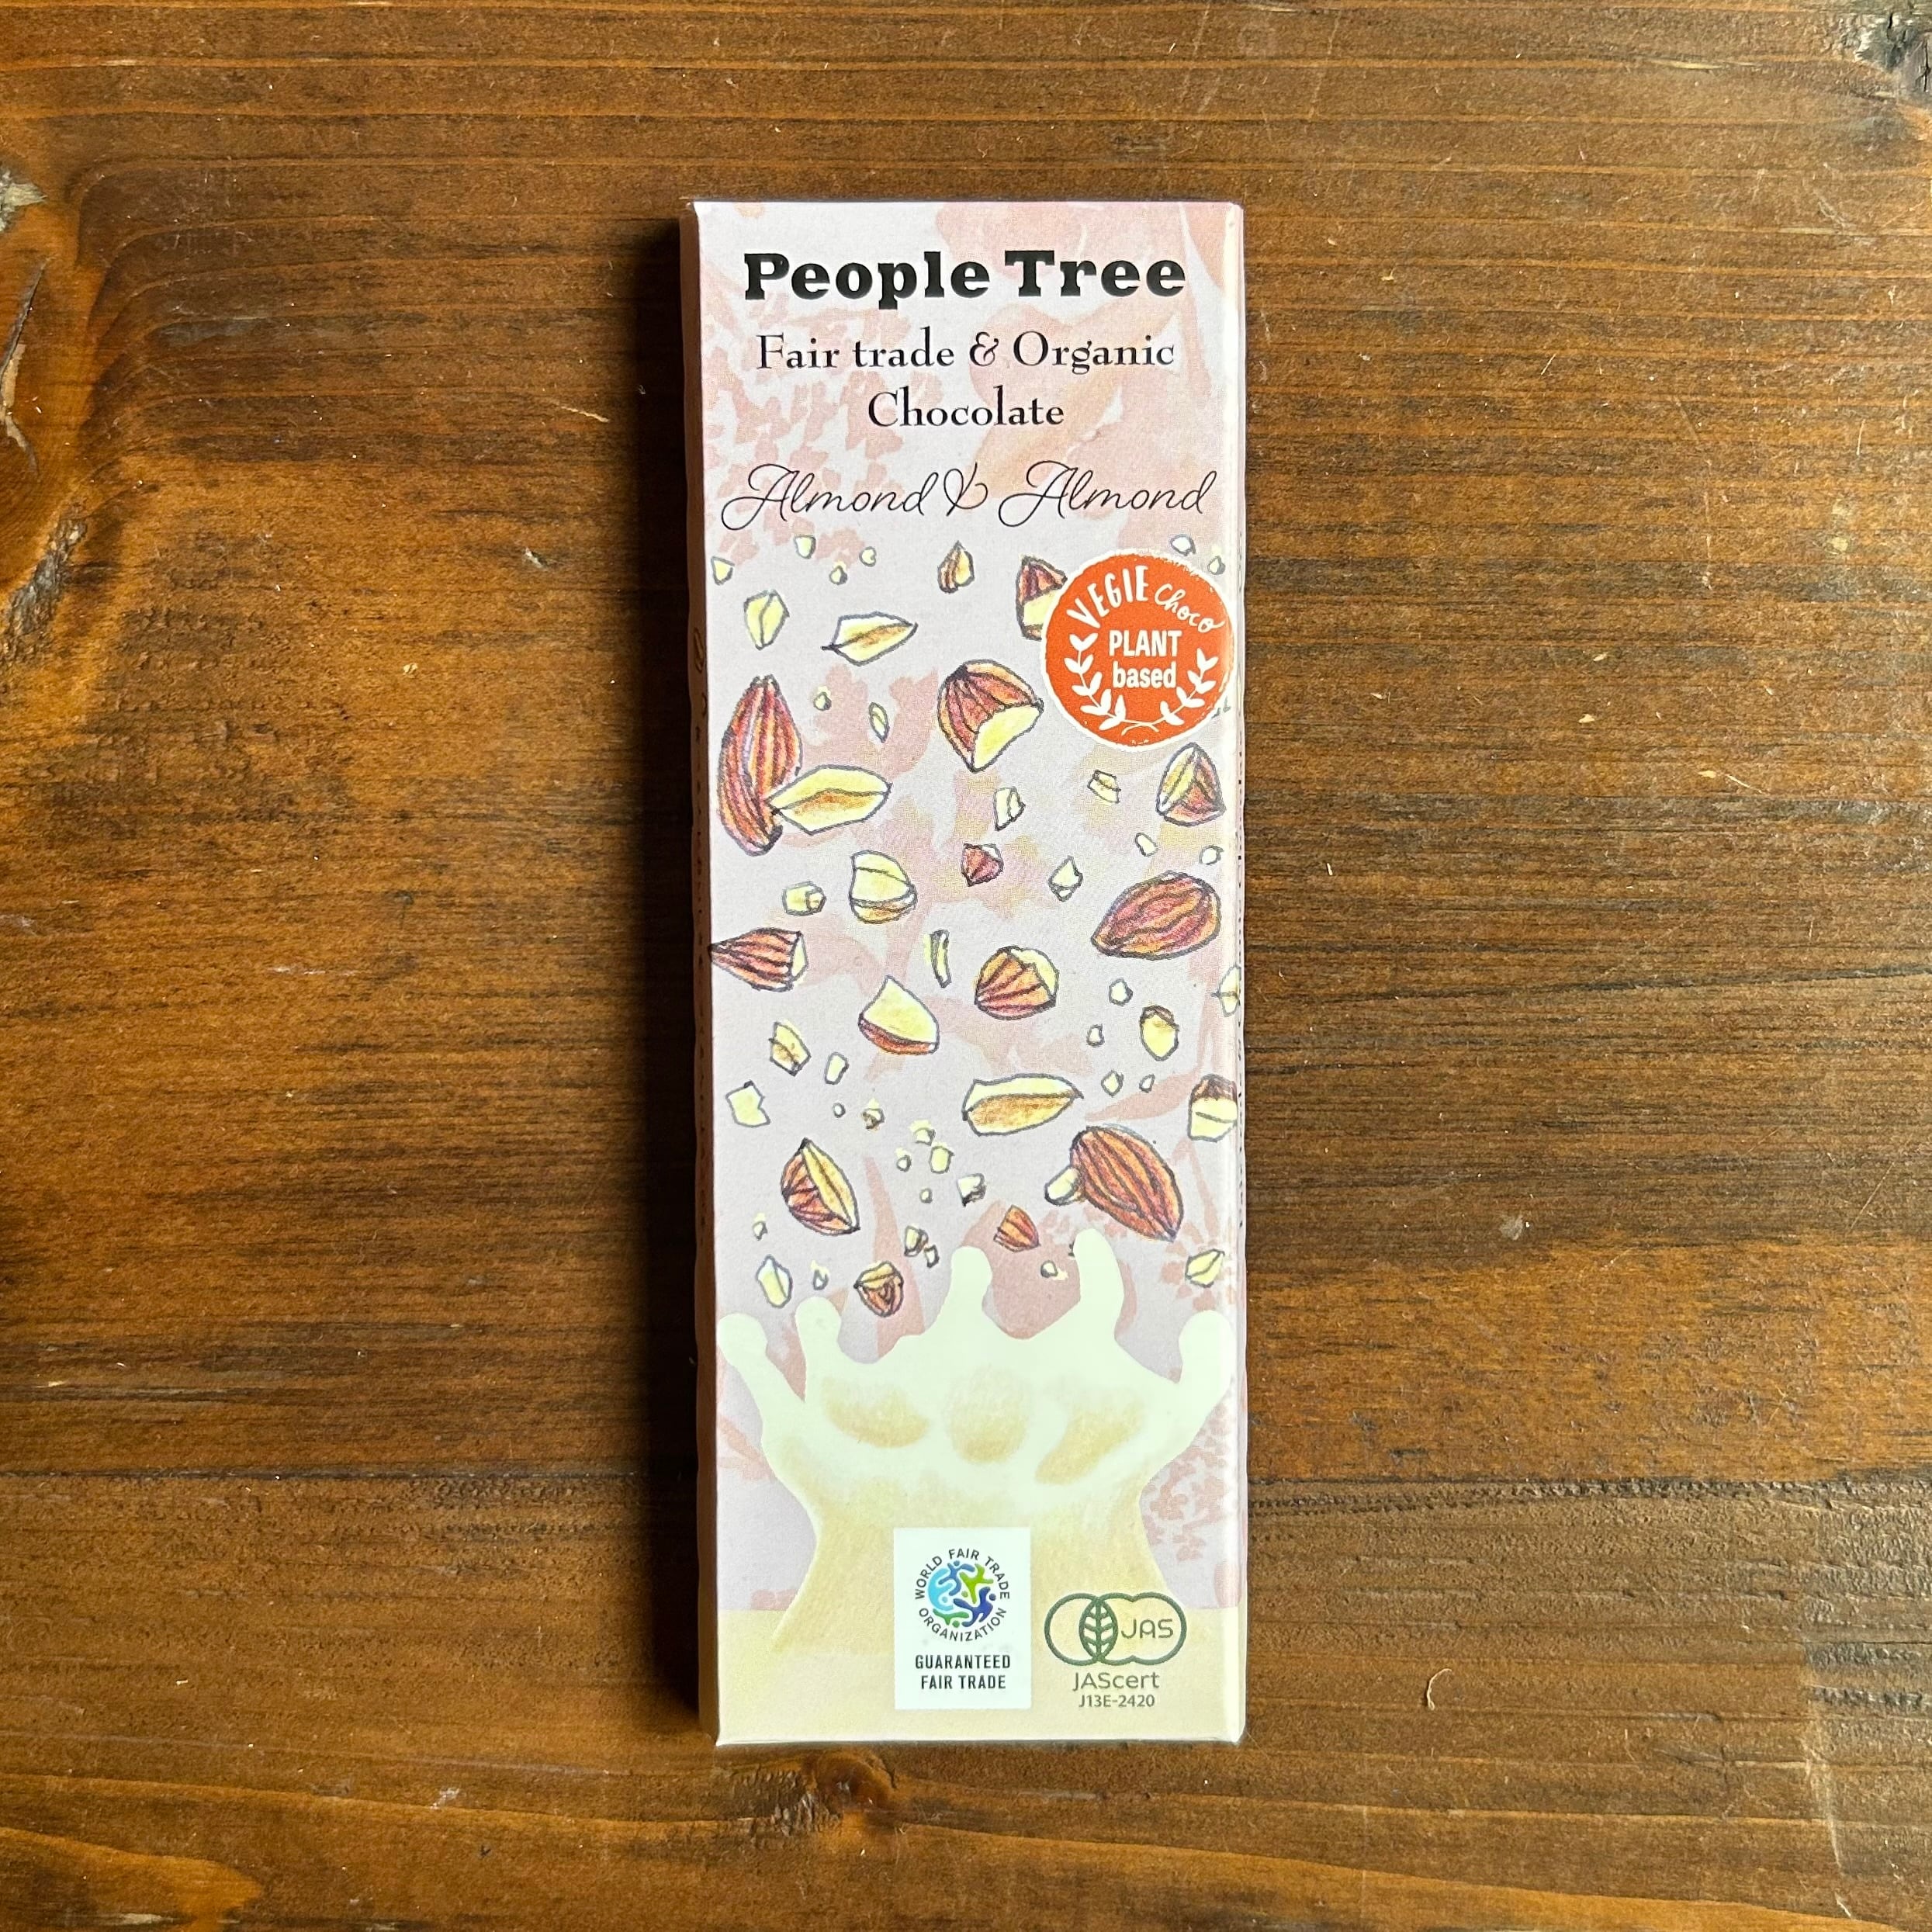 People Tree
Fair trade & Organic
Chocolate
Almond & Almond
VEGIE choco
PLANT
based
WORLD FAIR TRADE
ORGANIZATION
GUARANTEED
FAIR TRADE
JAS
JAScert
J13E-2420